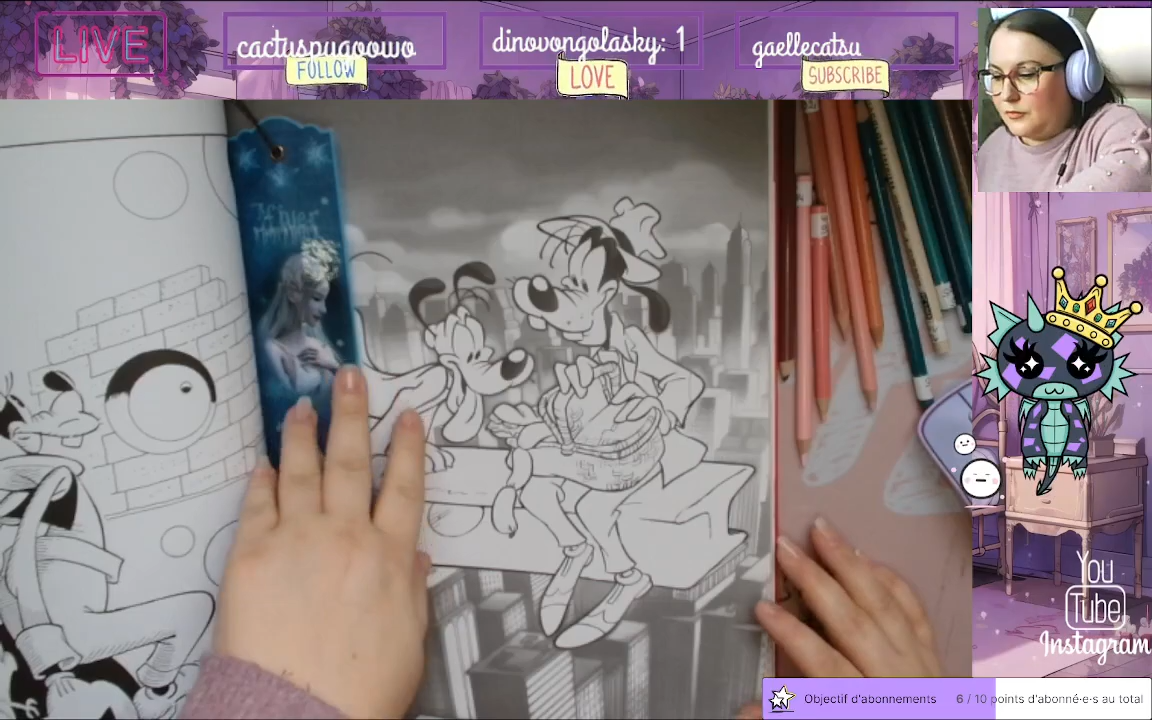 LIVE
cactuspugoowo
FOLLOW
dinovongolasky: 1
LOVE
gaellecatsu
SUBSCRIBE
You
Tube
Instagram
Objectif d'abonnements 6 / 10 points d'abonné·e·s au total